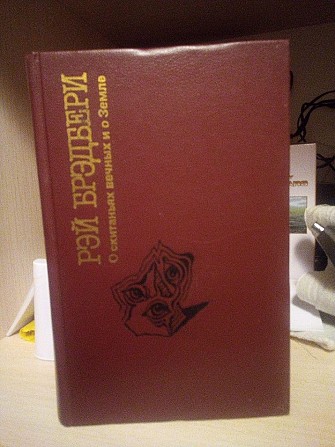 РЭЙ БРЭДБЕРИ
О скитаньях вечных и о Земле